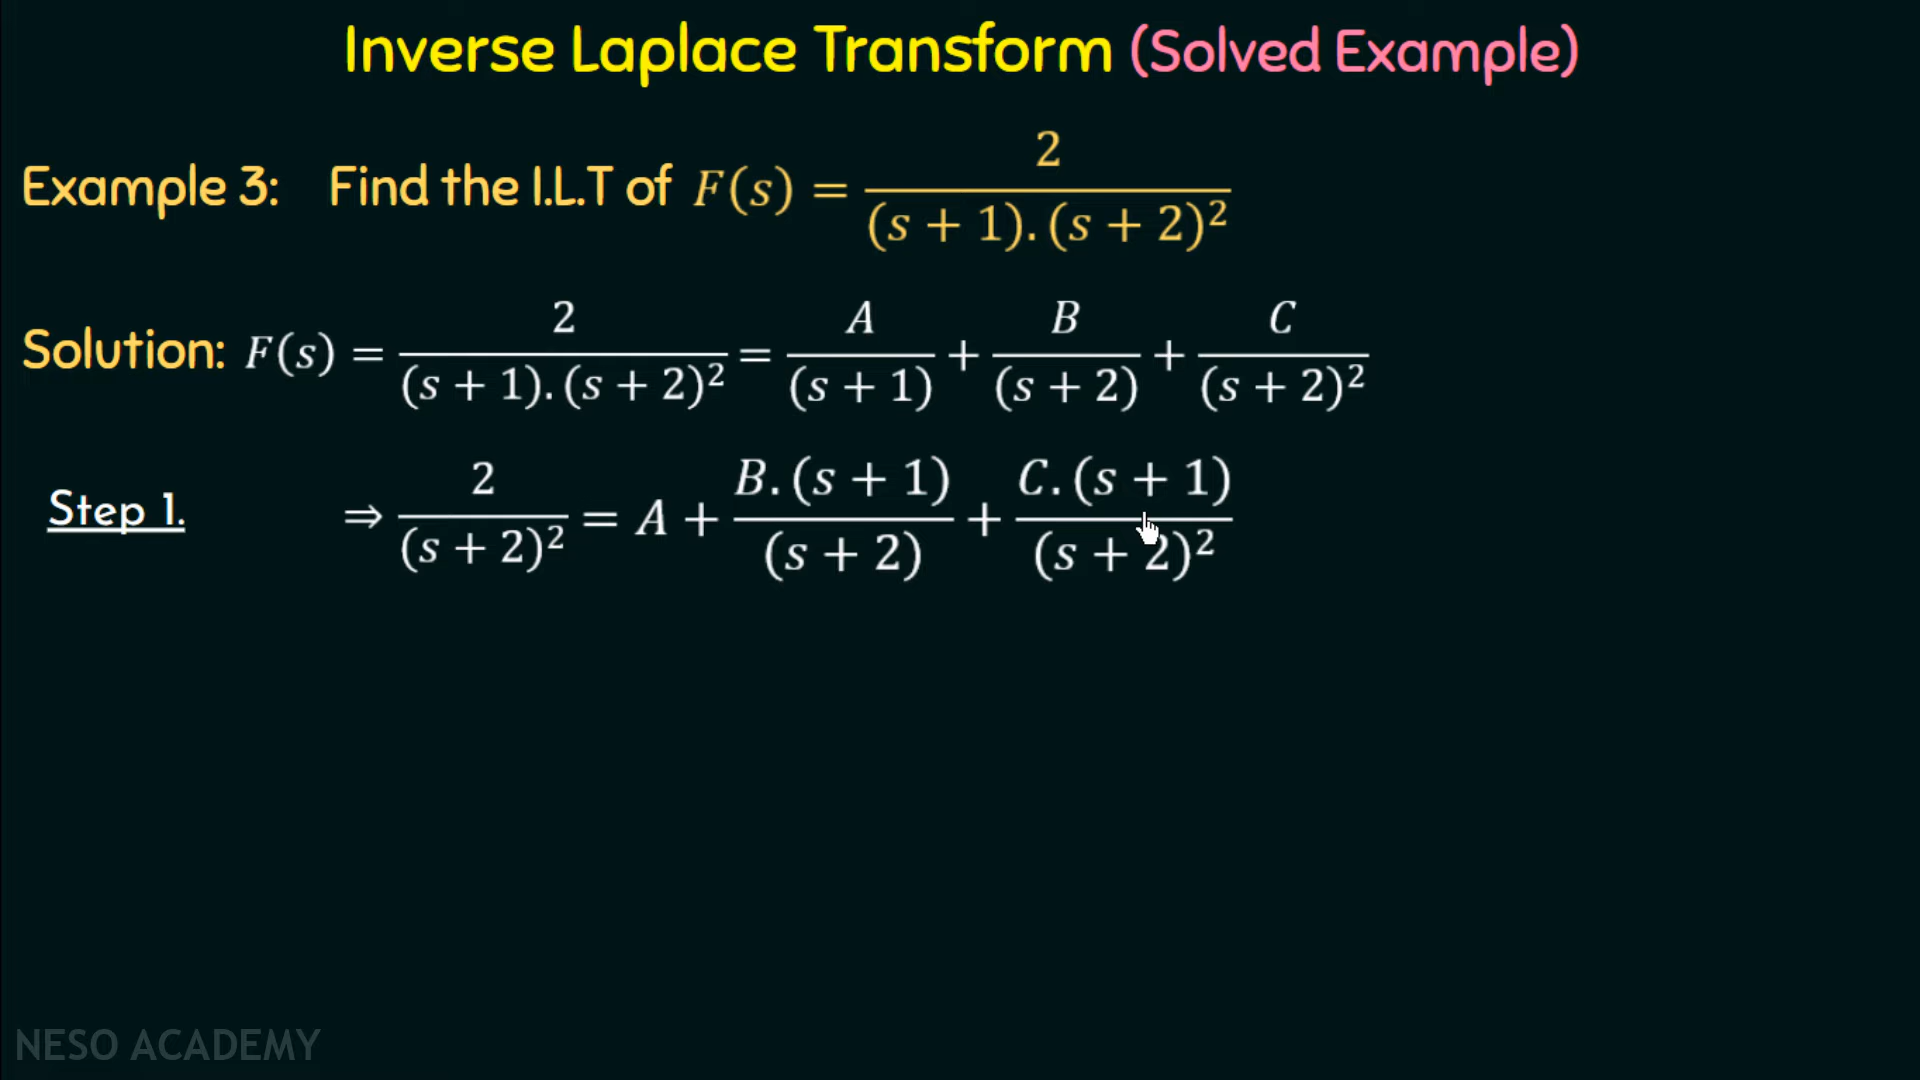 Inverse Laplace Transform (Solved Example)
Example 3: Find the I.L.T of F(s) = 2 / (s + 1).(s + 2)²
Solution: F(s) = 2 / (s + 1).(s + 2)² = A / (s + 1) + B / (s + 2) + C / (s + 2)²
Step 1. ⇒ 2 / (s + 2)² = A + B.(s + 1) / (s + 2) + C.(s + 1) / (s + 2)²
NESO ACADEMY